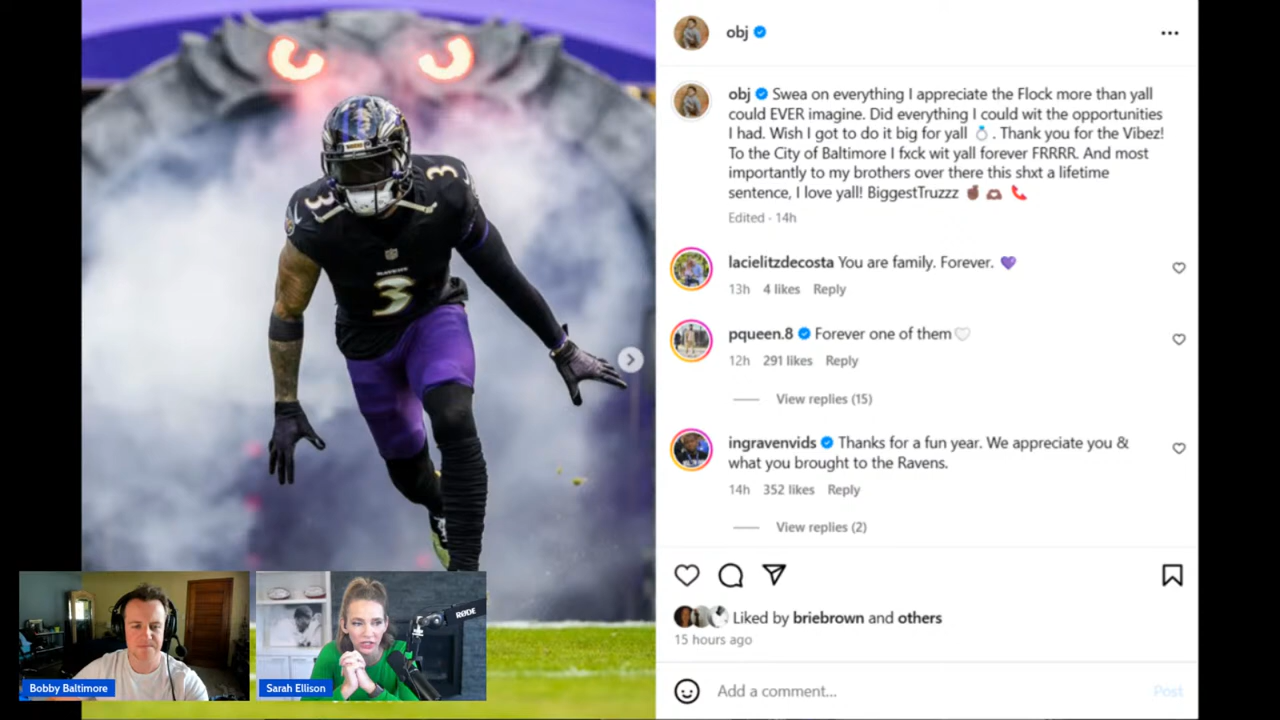 obj
obj Swea on everything I appreciate the Flock more than yall
could EVER imagine. Did everything I could wit the opportunities
I had. Wish I got to do it big for yall 💍 . Thank you for the Vibez!
To the City of Baltimore I fxck wit yall forever FRRRR. And most
importantly to my brothers over there this shxt a lifetime
sentence, I love yall! BiggestTruzzz
Edited · 14h
lacielitzdecosta You are family. Forever. 💜
13h 4 likes Reply
pqueen.8 Forever one of them🤍
12h 291 likes Reply
View replies (15)
ingravenvids Thanks for a fun year. We appreciate you &
what you brought to the Ravens.
14h 352 likes Reply
View replies (2)
Liked by briebrown and others
15 hours ago
Add a comment...
Post
3
3
3
RØDE
Bobby Baltimore
Sarah Ellison